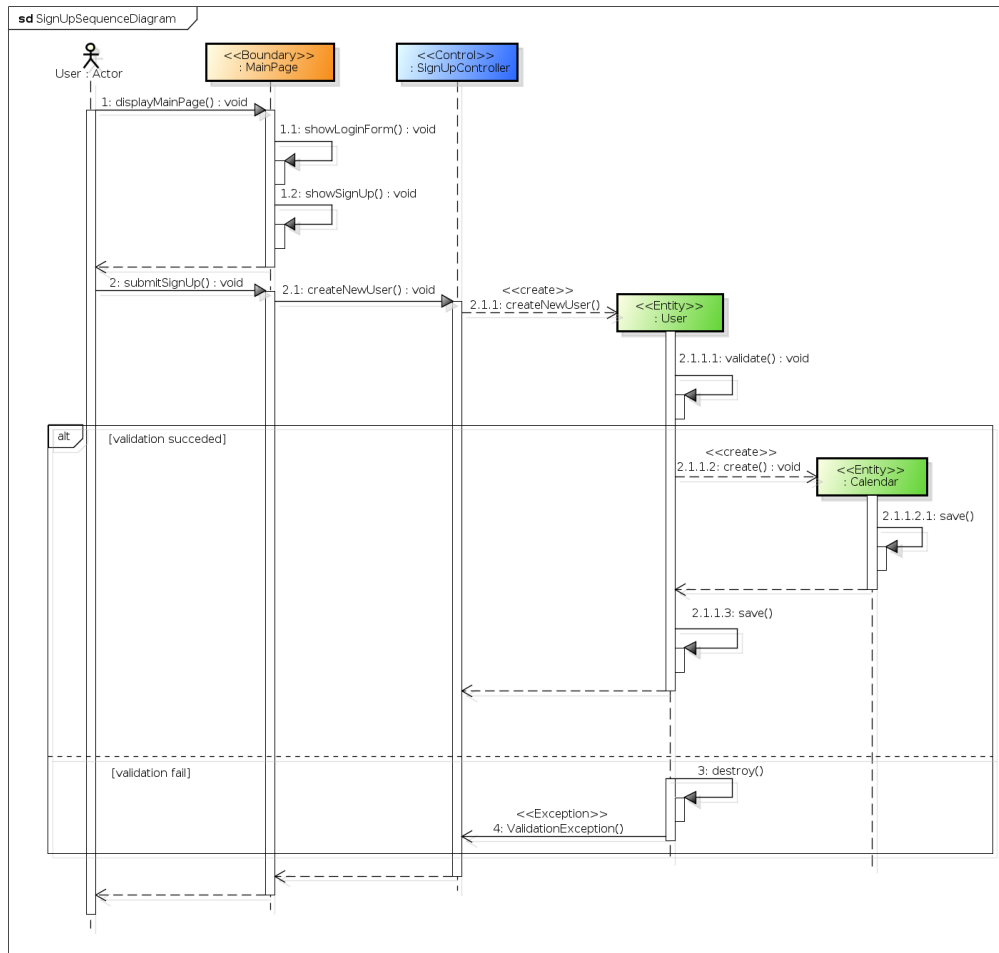 sd SignUpSequenceDiagram
User : Actor
<<Boundary>>
: MainPage
<<Control>>
: SignUpController
1: displayMainPage() : void
1.1: showLoginForm() : void
1.2: showSignUp() : void
2: submitSignUp() : void
2.1: createNewUser() : void
<<create>>
2.1.1: createNewUser()
<<Entity>>
: User
2.1.1.1: validate() : void
alt
[validation succeded]
<<create>>
2.1.1.2: create() : void
<<Entity>>
: Calendar
2.1.1.2.1: save()
2.1.1.3: save()
[validation fail]
3: destroy()
<<Exception>>
4: ValidationException()